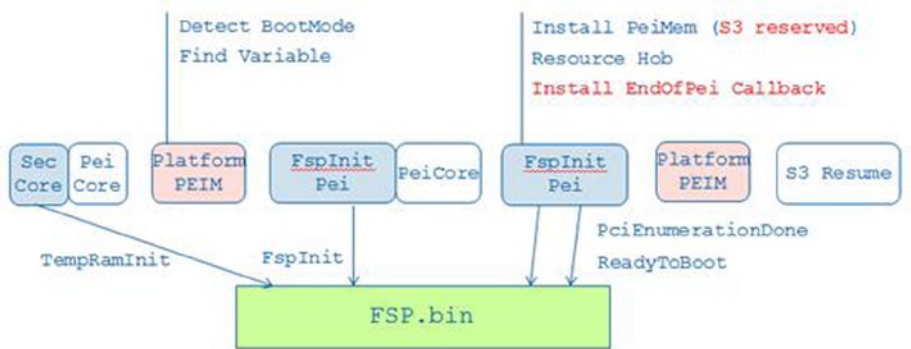 Detect BootMode
Find Variable
Install PeiMem (S3 reserved)
Resource Hob
Install EndOfPei Callback
Sec
Core
Pei
Core
Platform
PEIM
FspInit
Pei
PeiCore
FspInit
Pei
Platform
PEIM
S3 Resume
TempRamInit
FspInit
PciEnumerationDone
ReadyToBoot
FSP.bin